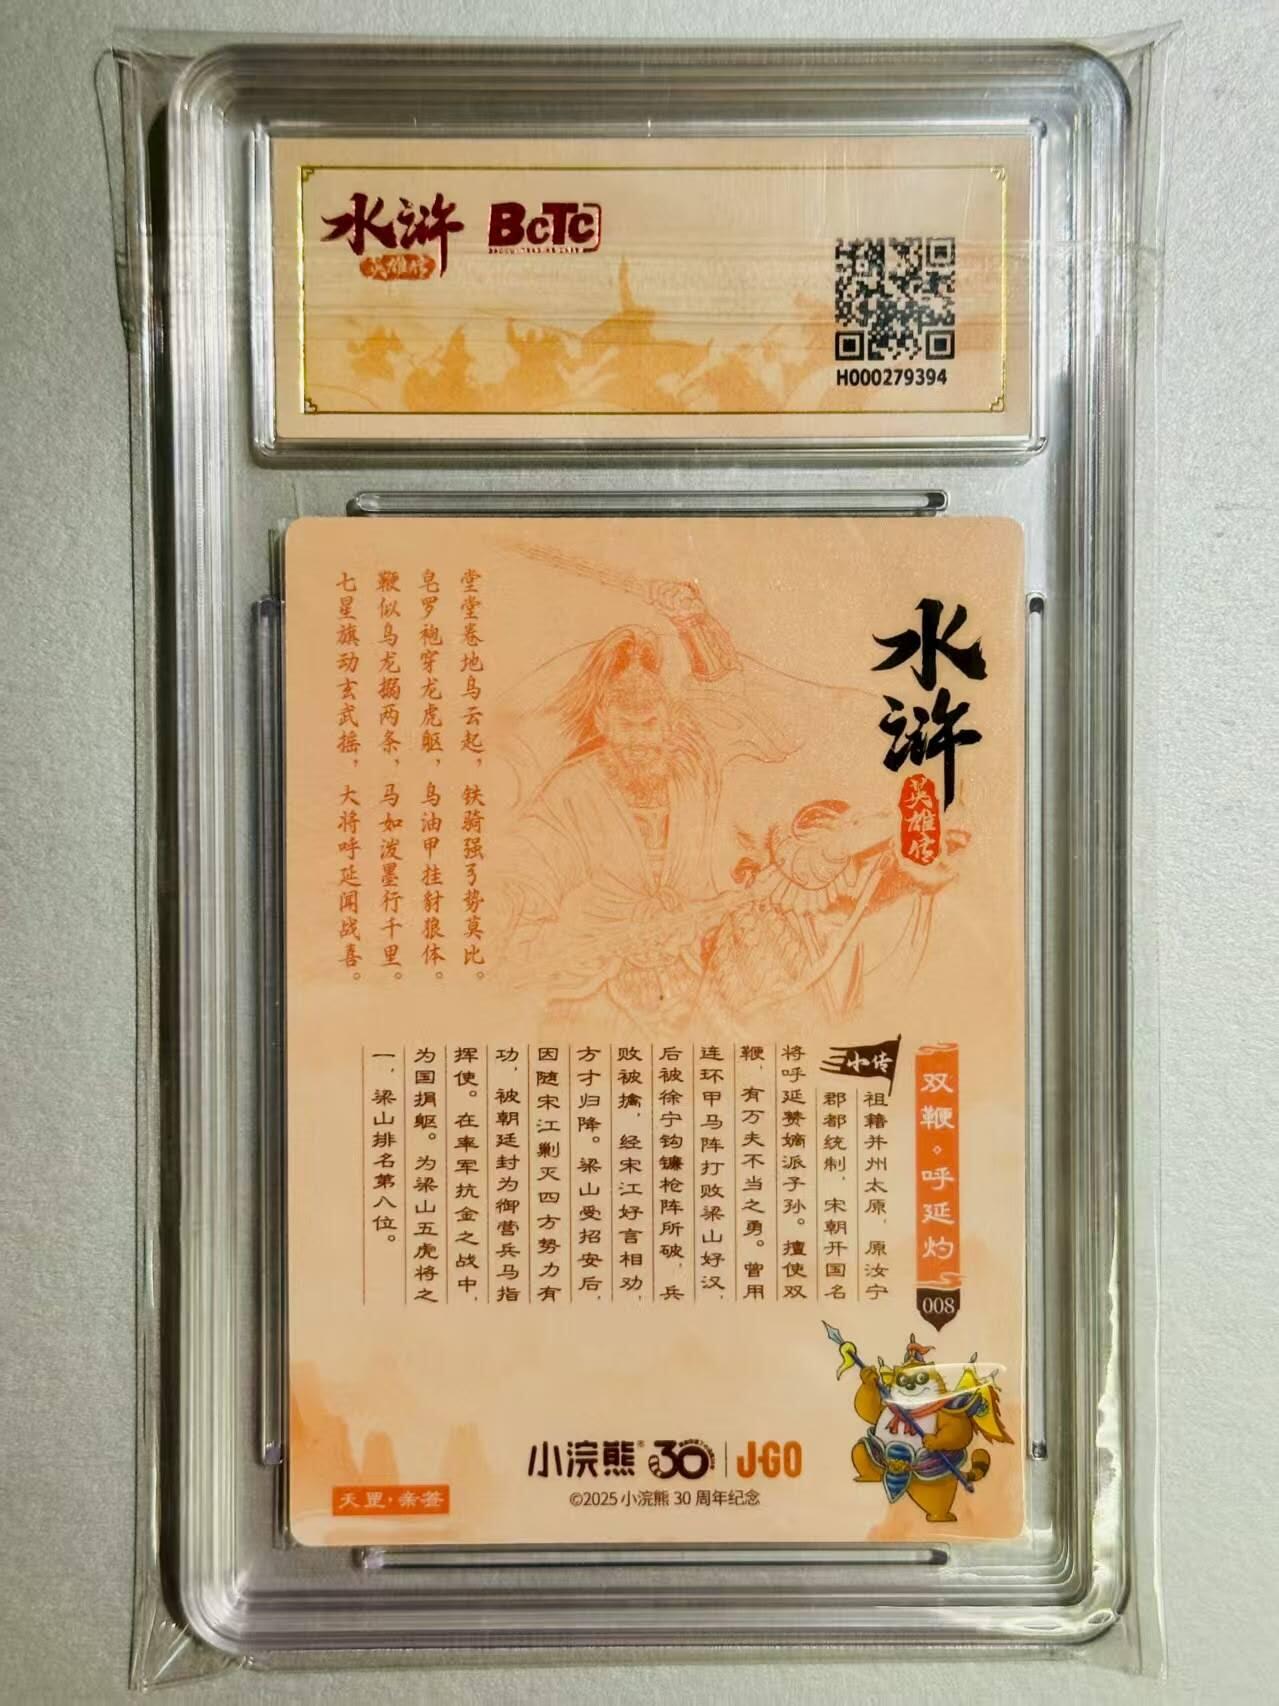 水浒
英雄传
BCTC
H000279394
水浒
英雄传
堂堂卷地乌云起，铁骑强弓势莫比。
皂罗袍穿龙虎躯，乌油甲挂豺狼体。
鞭似乌龙搦两条，马如泼墨行千里。
七星旗动玄武摇，大将呼延闻战喜。
双鞭·呼延灼
008
小传
祖籍并州太原，原汝宁
郡都统制，宋朝开国名
将呼延赞嫡派子孙。擅使双
鞭，有万夫不当之勇。曾用
连环甲马阵打败梁山好汉，
后被徐宁钩镰枪阵所破，兵
败被擒，经宋江好言相劝，
方才归降。梁山受招安后，
因随宋江剿灭四方势力有
功，被朝廷封为御营兵马指
挥使。在率军抗金之战中，
为国捐躯。为梁山五虎将之
一，梁山排名第八位。
小浣熊® 30 | J·GO
©2025 小浣熊 30 周年纪念
天罡·亲签